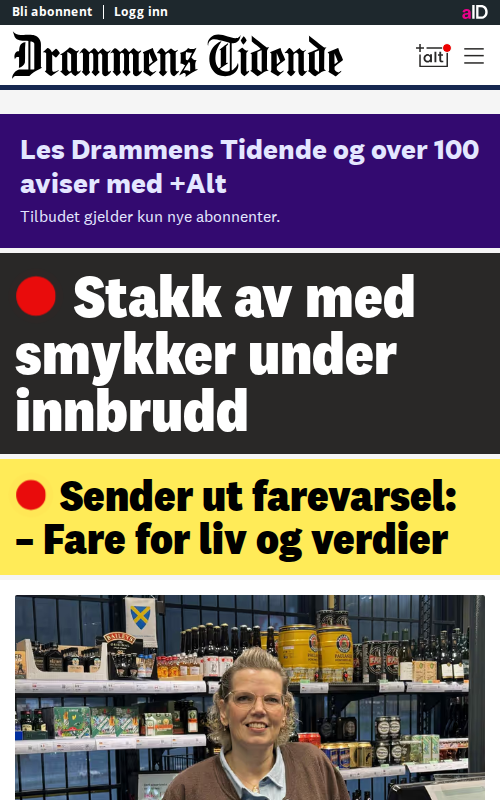 Bli abonnent | Logg inn
aID
Drammens Tidende
+alt
Les Drammens Tidende og over 100
aviser med +Alt
Tilbudet gjelder kun nye abonnenter.
Stakk av med
smykker under
innbrudd
Sender ut farevarsel:
– Fare for liv og verdier
BAILEYS